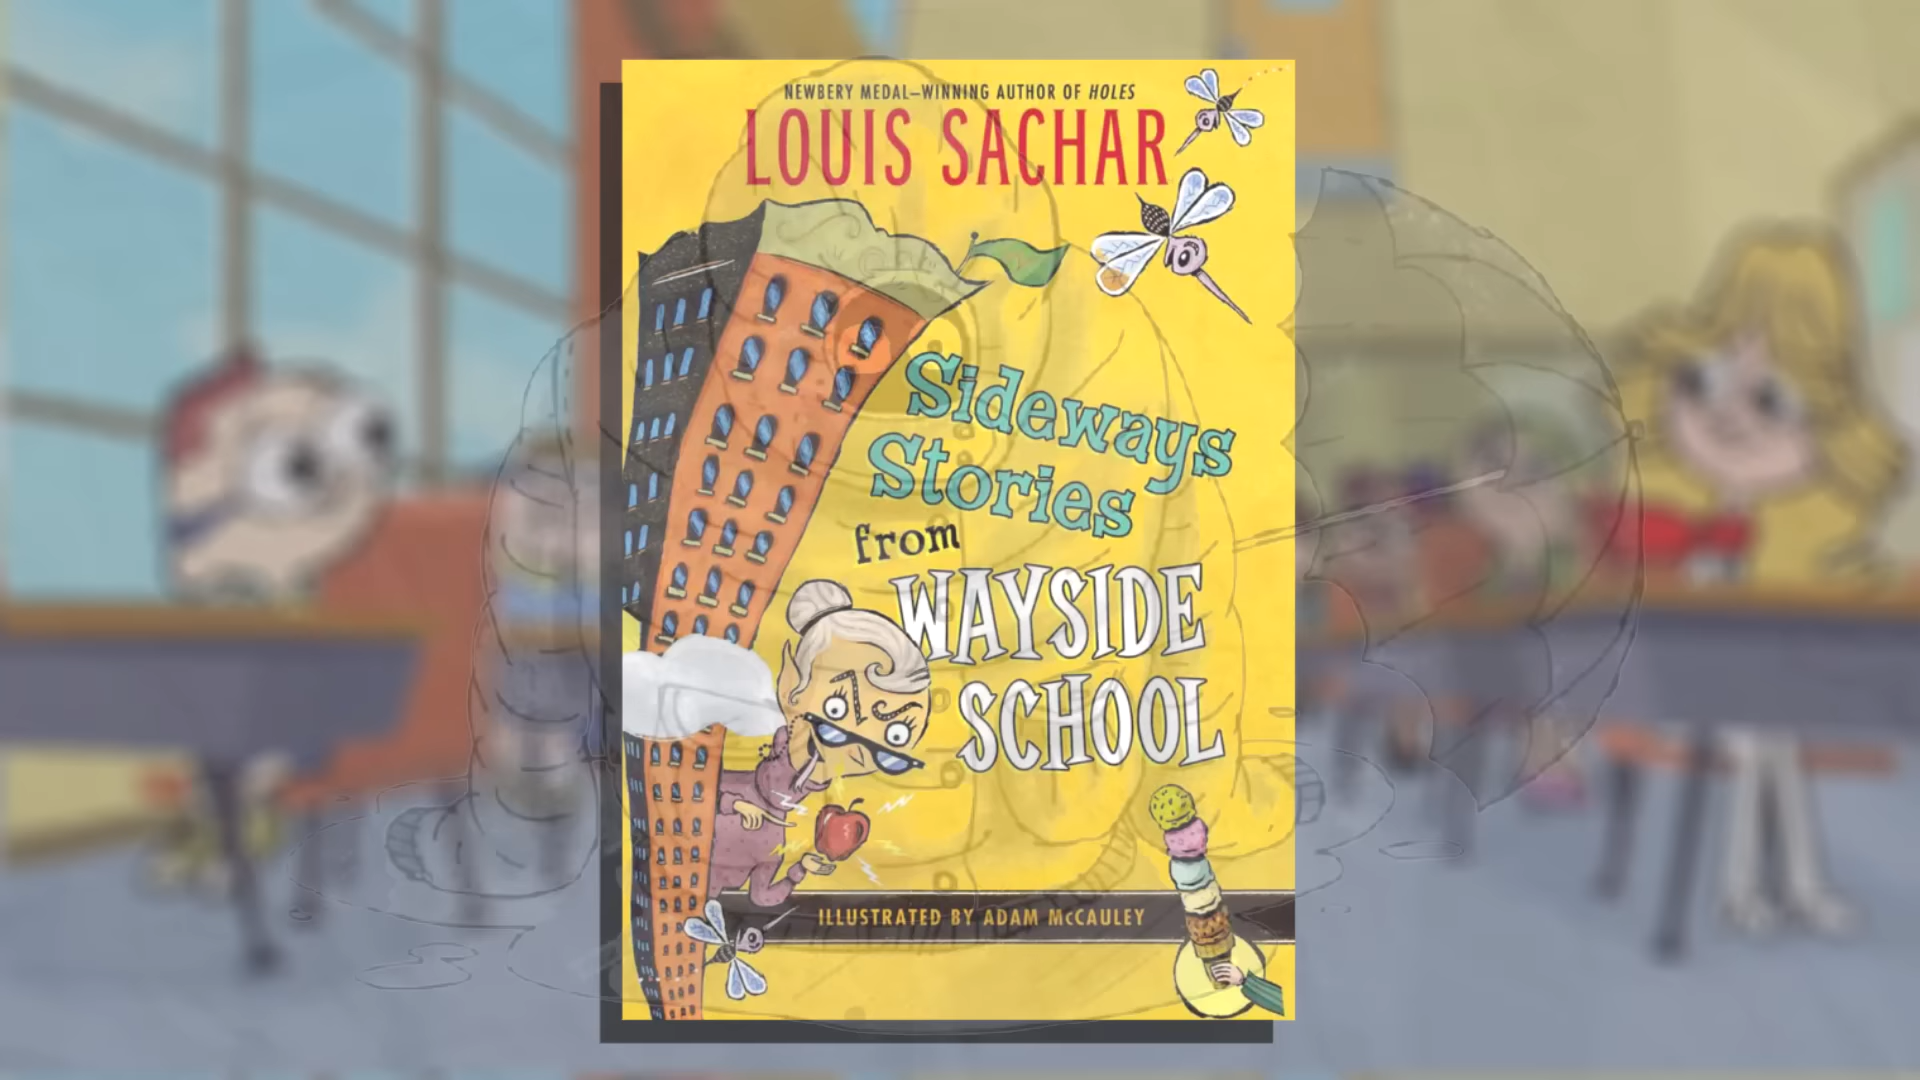 NEWBERY MEDAL–WINNING AUTHOR OF HOLES
LOUIS SACHAR
Sideways
Stories
from
WAYSIDE
SCHOOL
ILLUSTRATED BY ADAM McCAULEY